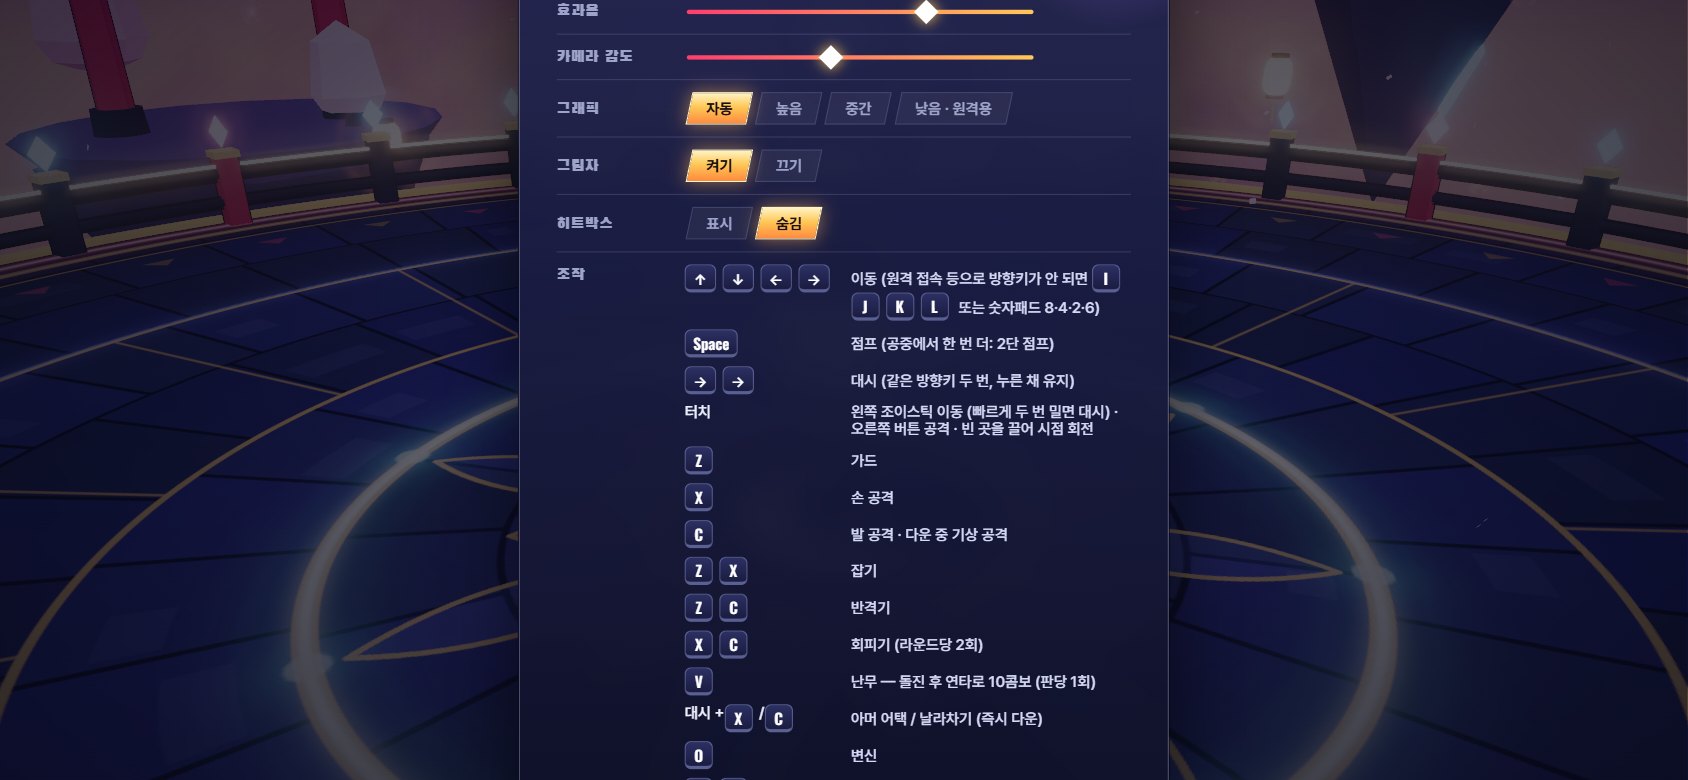 효과음
카메라 감도
그래픽 자동 높음 중간 낮음 · 원격용
그림자 켜기 끄기
히트박스 표시 숨김
조작 ↑ ↓ ← → 이동 (원격 접속 등으로 방향키가 안 되면 I
J K L 또는 숫자패드 8·4·2·6)
Space 점프 (공중에서 한 번 더: 2단 점프)
→ → 대시 (같은 방향키 두 번, 누른 채 유지)
터치 왼쪽 조이스틱 이동 (빠르게 두 번 밀면 대시) ·
오른쪽 버튼 공격 · 빈 곳을 끌어 시점 회전
Z 가드
X 손 공격
C 발 공격 · 다운 중 기상 공격
Z X 잡기
Z C 반격기
X C 회피기 (라운드당 2회)
V 난무 — 돌진 후 연타로 10콤보 (판당 1회)
대시 + X / C 아머 어택 / 날라차기 (즉시 다운)
O 변신